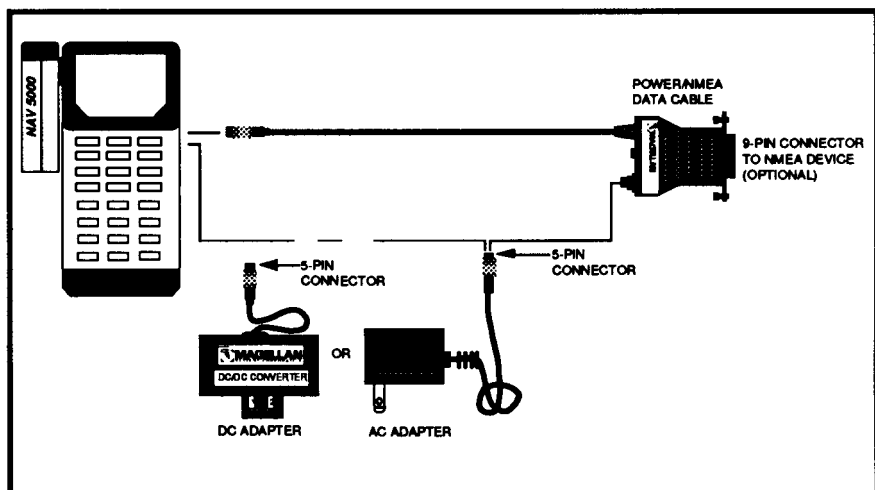 NAV 5000
POWER/NMEA
DATA CABLE
9-PIN CONNECTOR
TO NMEA DEVICE
(OPTIONAL)
5-PIN
CONNECTOR
5-PIN
CONNECTOR
MAGELLAN
OR
DC/DC CONVERTER
DC ADAPTER
AC ADAPTER